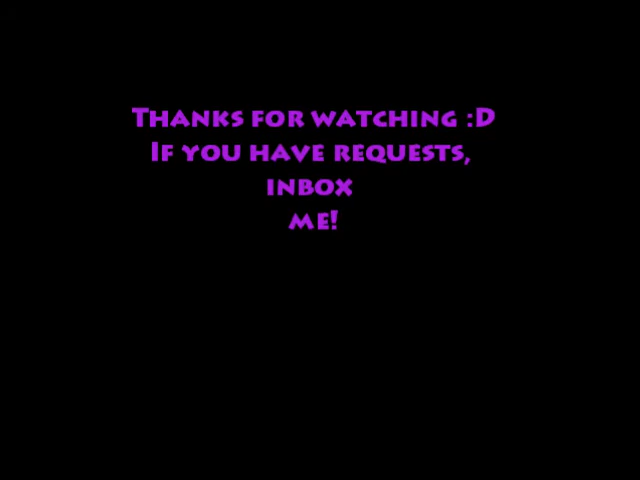 Thanks for watching :D
If you have requests,
inbox
me!